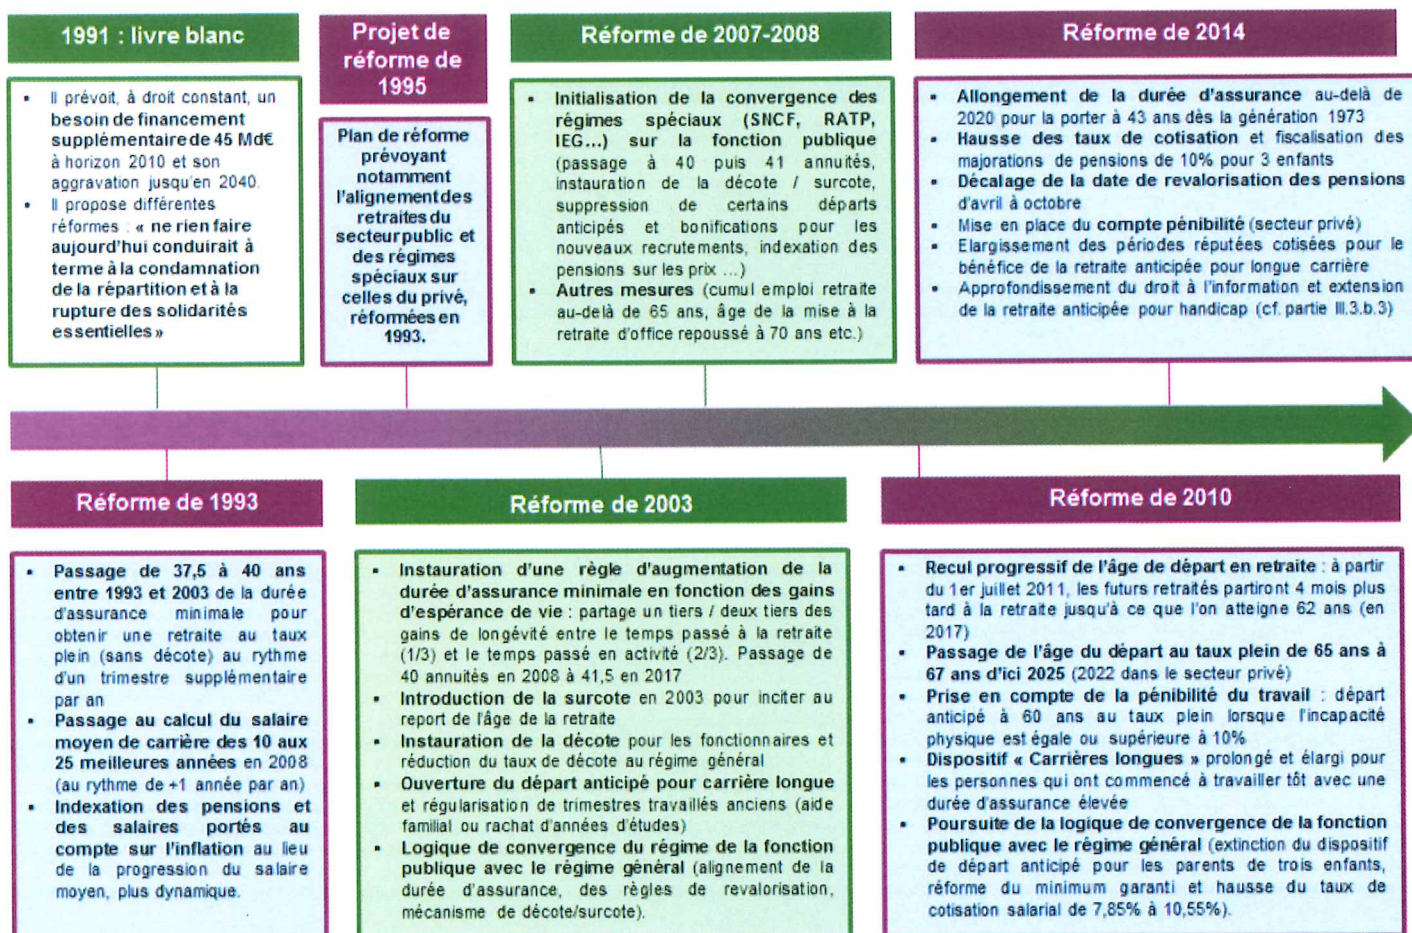 1991 : livre blanc
▪ Il prévoit, à droit constant, un
besoin de financement
supplémentaire de 45 Md€
à horizon 2010 et son
aggravation jusqu'en 2040.
▪ Il propose différentes
réformes : « ne rien faire
aujourd'hui conduirait à
terme à la condamnation
de la répartition et à la
rupture des solidarités
essentielles »
Projet de
réforme de
1995
Plan de réforme
prévoyant
notamment
l'alignement des
retraites du
secteur public et
des régimes
spéciaux sur
celles du privé,
réformées en
1993.
Réforme de 2007-2008
▪ Initialisation de la convergence des
régimes spéciaux (SNCF, RATP,
IEG...) sur la fonction publique
(passage à 40 puis 41 annuités,
instauration de la décote / surcote,
suppression de certains départs
anticipés et bonifications pour les
nouveaux recrutements, indexation des
pensions sur les prix ...)
▪ Autres mesures (cumul emploi retraite
au-delà de 65 ans, âge de la mise à la
retraite d'office repoussé à 70 ans etc.)
Réforme de 2014
▪ Allongement de la durée d'assurance au-delà de
2020 pour la porter à 43 ans dès la génération 1973
▪ Hausse des taux de cotisation et fiscalisation des
majorations de pensions de 10% pour 3 enfants
▪ Décalage de la date de revalorisation des pensions
d'avril à octobre
▪ Mise en place du compte pénibilité (secteur privé)
▪ Elargissement des périodes réputées cotisées pour le
bénéfice de la retraite anticipée pour longue carrière
▪ Approfondissement du droit à l'information et extension
de la retraite anticipée pour handicap (cf. partie III.3.b.3)
Réforme de 1993
▪ Passage de 37,5 à 40 ans
entre 1993 et 2003 de la durée
d'assurance minimale pour
obtenir une retraite au taux
plein (sans décote) au rythme
d'un trimestre supplémentaire
par an
▪ Passage au calcul du salaire
moyen de carrière des 10 aux
25 meilleures années en 2008
(au rythme de +1 année par an)
▪ Indexation des pensions et
des salaires portés au
compte sur l'inflation au lieu
de la progression du salaire
moyen, plus dynamique.
Réforme de 2003
▪ Instauration d'une règle d'augmentation de la
durée d'assurance minimale en fonction des gains
d'espérance de vie : partage un tiers / deux tiers des
gains de longévité entre le temps passé à la retraite
(1/3) et le temps passé en activité (2/3). Passage de
40 annuités en 2008 à 41,5 en 2017
▪ Introduction de la surcote en 2003 pour inciter au
report de l'âge de la retraite
▪ Instauration de la décote pour les fonctionnaires et
réduction du taux de décote au régime général
▪ Ouverture du départ anticipé pour carrière longue
et régularisation de trimestres travaillés anciens (aide
familial ou rachat d'années d'études)
▪ Logique de convergence du régime de la fonction
publique avec le régime général (alignement de la
durée d'assurance, des règles de revalorisation,
mécanisme de décote/surcote).
Réforme de 2010
▪ Recul progressif de l'âge de départ en retraite : à partir
du 1er juillet 2011, les futurs retraités partiront 4 mois plus
tard à la retraite jusqu'à ce que l'on atteigne 62 ans (en
2017)
▪ Passage de l'âge du départ au taux plein de 65 ans à
67 ans d'ici 2025 (2022 dans le secteur privé)
▪ Prise en compte de la pénibilité du travail : départ
anticipé à 60 ans au taux plein lorsque l'incapacité
physique est égale ou supérieure à 10%
▪ Dispositif « Carrières longues » prolongé et élargi pour
les personnes qui ont commencé à travailler tôt avec une
durée d'assurance élevée
▪ Poursuite de la logique de convergence de la fonction
publique avec le régime général (extinction du dispositif
de départ anticipé pour les parents de trois enfants,
réforme du minimum garanti et hausse du taux de
cotisation salarial de 7,85% à 10,55%).